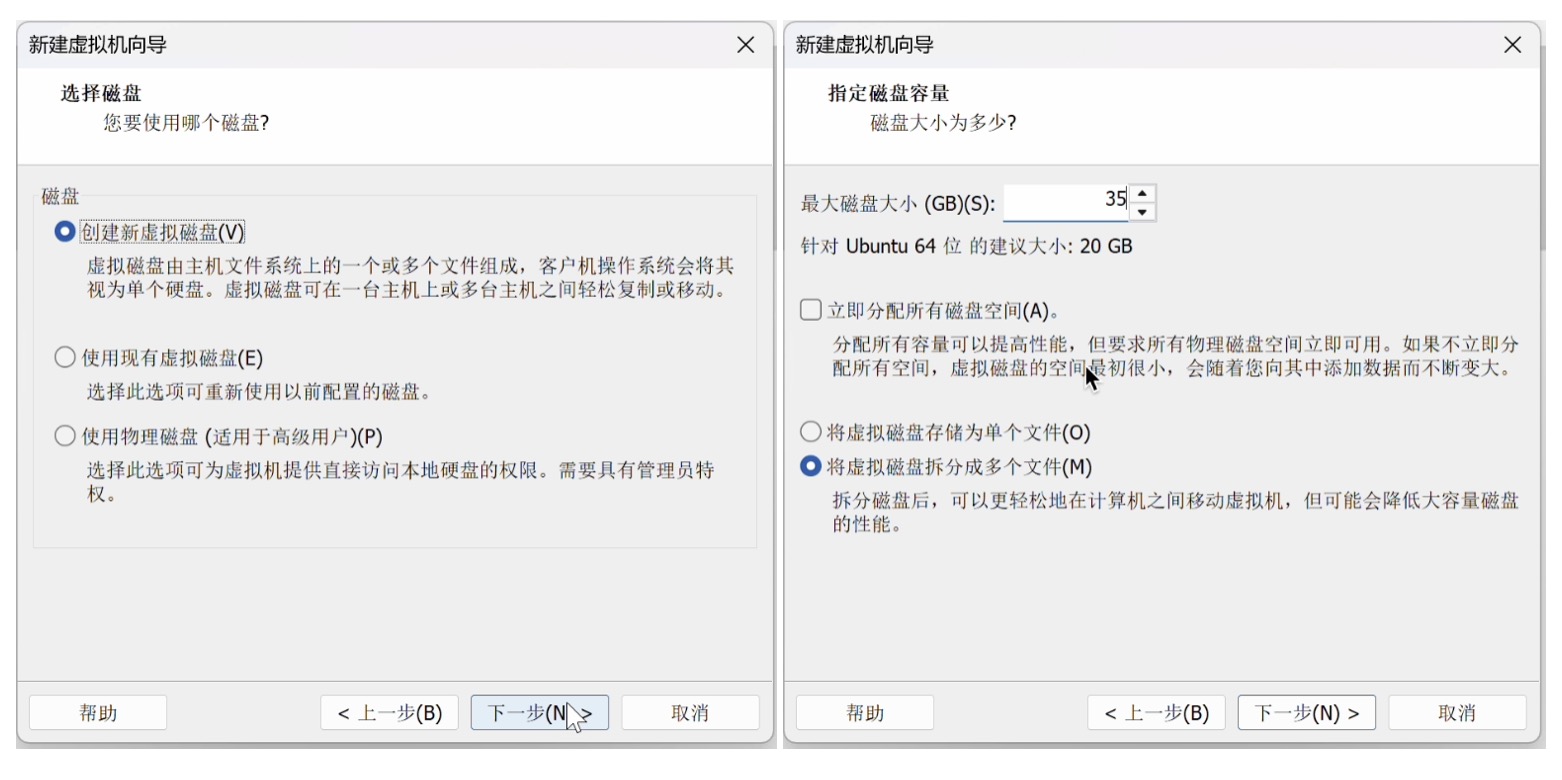 新建虚拟机向导
选择磁盘
您要使用哪个磁盘?
磁盘
创建新虚拟磁盘(V)
虚拟磁盘由主机文件系统上的一个或多个文件组成，客户机操作系统会将其
视为单个硬盘。虚拟磁盘可在一台主机上或多台主机之间轻松复制或移动。
使用现有虚拟磁盘(E)
选择此选项可重新使用以前配置的磁盘。
使用物理磁盘 (适用于高级用户)(P)
选择此选项可为虚拟机提供直接访问本地硬盘的权限。需要具有管理员特
权。
帮助
< 上一步(B)
下一步(N >
取消
新建虚拟机向导
指定磁盘容量
磁盘大小为多少?
最大磁盘大小 (GB)(S): 35
针对 Ubuntu 64 位 的建议大小: 20 GB
立即分配所有磁盘空间(A)。
分配所有容量可以提高性能，但要求所有物理磁盘空间立即可用。如果不立即分
配所有空间，虚拟磁盘的空间最初很小，会随着您向其中添加数据而不断变大。
将虚拟磁盘存储为单个文件(O)
将虚拟磁盘拆分成多个文件(M)
拆分磁盘后，可以更轻松地在计算机之间移动虚拟机，但可能会降低大容量磁盘
的性能。
帮助
< 上一步(B)
下一步(N) >
取消